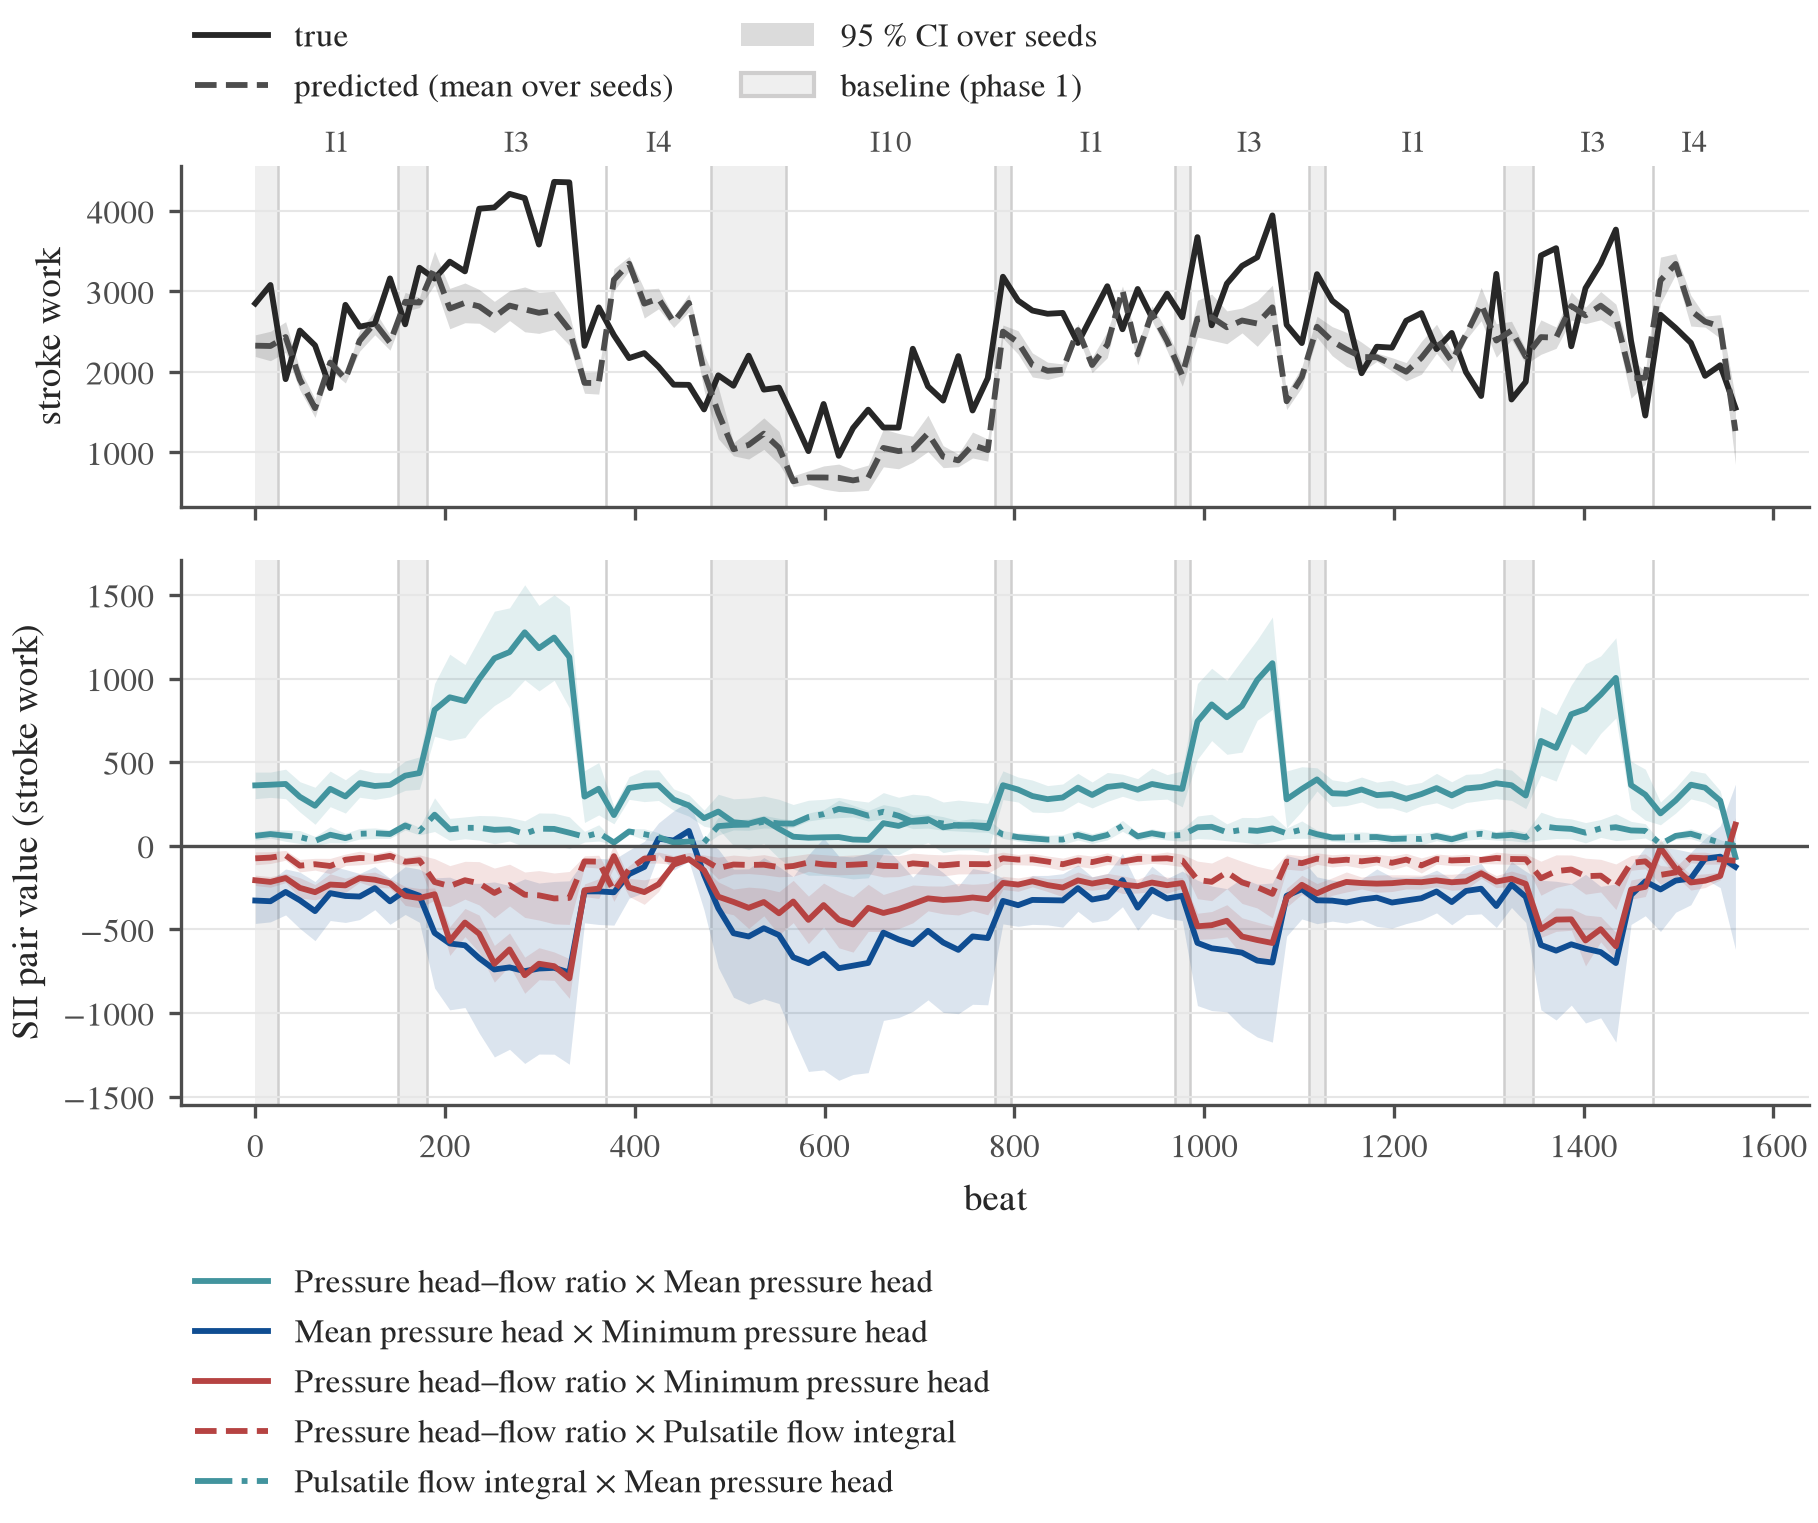 true
95 % CI over seeds
predicted (mean over seeds)
baseline (phase 1)
I1 I3 I4 I10 I1 I3 I1 I3 I4
stroke work
4000
3000
2000
1000
SII pair value (stroke work)
1500
1000
500
0
−500
−1000
−1500
0 200 400 600 800 1000 1200 1400 1600
beat
Pressure head–flow ratio × Mean pressure head
Mean pressure head × Minimum pressure head
Pressure head–flow ratio × Minimum pressure head
Pressure head–flow ratio × Pulsatile flow integral
Pulsatile flow integral × Mean pressure head